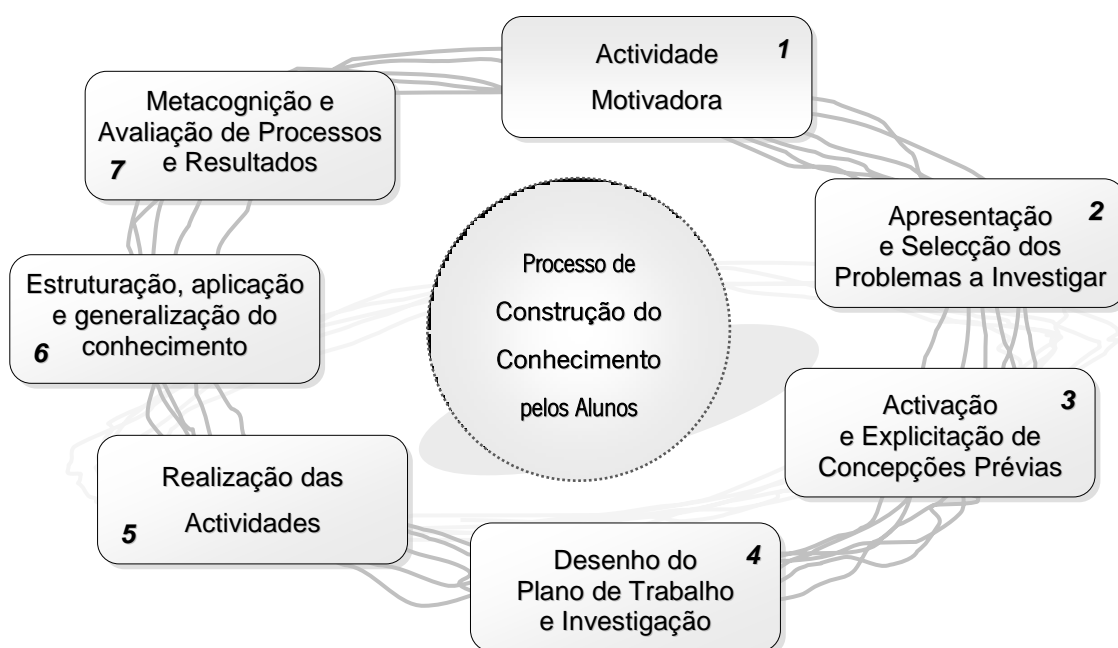 Actividade 1
Motivadora
Apresentação 2
e Selecção dos
Problemas a Investigar
Activação 3
e Explicitação de
Concepções Prévias
Desenho do 4
Plano de Trabalho
e Investigação
Realização das
Actividades
5
Estruturação, aplicação
e generalização do
6 conhecimento
Metacognição e
Avaliação de Processos
7 e Resultados
Processo de
Construção do
Conhecimento
pelos Alunos